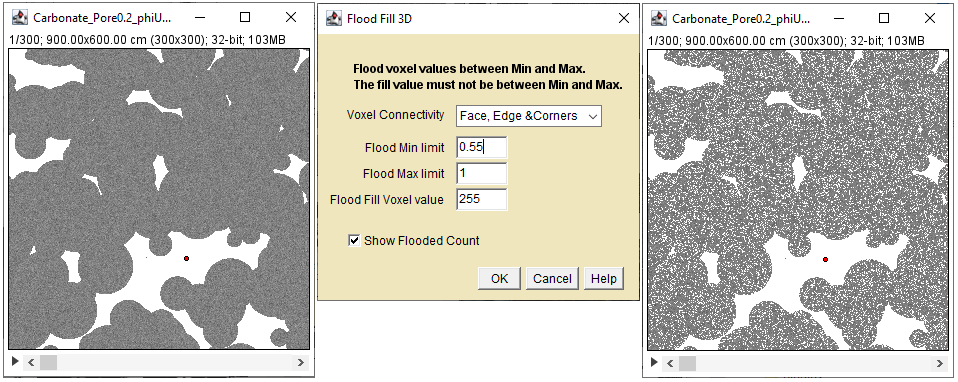 Carbonate_Pore0.2_phiU...
1/300; 900.00x600.00 cm (300x300); 32-bit; 103MB
Flood Fill 3D
Flood voxel values between Min and Max.
The fill value must not be between Min and Max.
Voxel Connectivity Face, Edge &Corners
Flood Min limit 0.55
Flood Max limit 1
Flood Fill Voxel value 255
Show Flooded Count
OK Cancel Help
Carbonate_Pore0.2_phiU...
1/300; 900.00x600.00 cm (300x300); 32-bit; 103MB